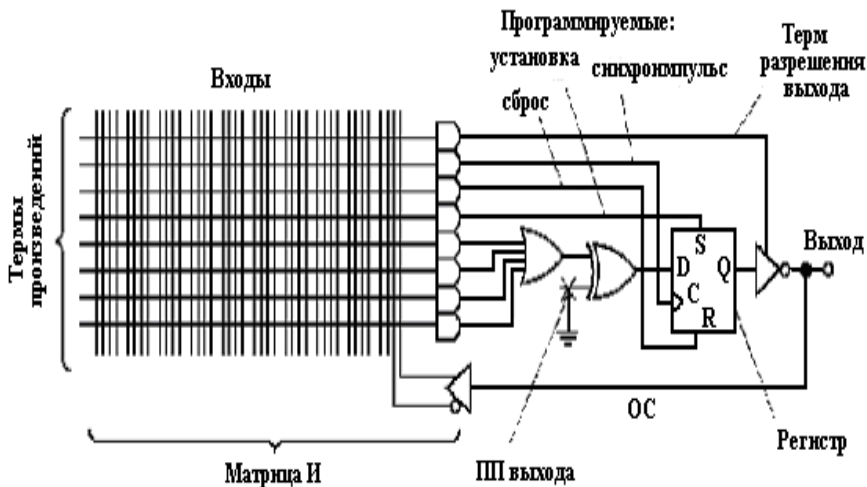 Программируемые:
установка
синхроимпульс
сброс
Терм
разрешения
выхода
Входы
Термы
произведений
S
D
Q
C
R
Выход
ОС
Регистр
Матрица И
ПП выхода